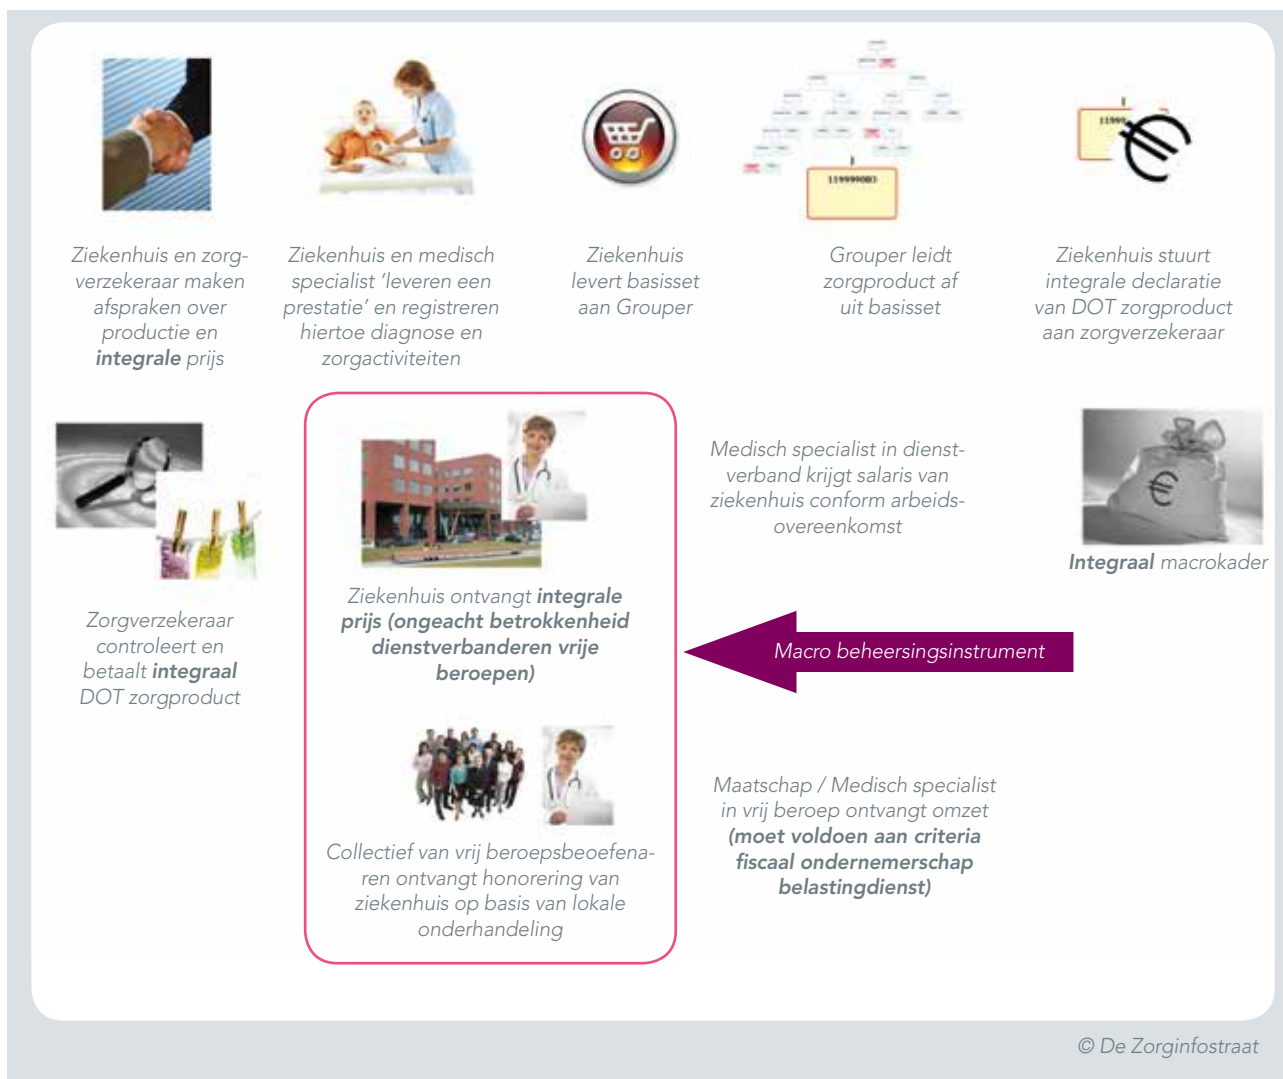 119999083
11999
Ziekenhuis en zorg-
verzekeraar maken
afspraken over
productie en
integrale prijs
Ziekenhuis en medisch
specialist ‘leveren een
prestatie’ en registreren
hiertoe diagnose en
zorgactiviteiten
Ziekenhuis
levert basisset
aan Grouper
Grouper leidt
zorgproduct af
uit basisset
Ziekenhuis stuurt
integrale declaratie
van DOT zorgproduct
aan zorgverzekeraar
Zorgverzekeraar
controleert en
betaalt integraal
DOT zorgproduct
Ziekenhuis ontvangt integrale
prijs (ongeacht betrokkenheid
dienstverbanderen vrije
beroepen)
Collectief van vrij beroepsbeoefena-
ren ontvangt honorering van
ziekenhuis op basis van lokale
onderhandeling
Medisch specialist in dienst-
verband krijgt salaris van
ziekenhuis conform arbeids-
overeenkomst
€
Integraal macrokader
Macro beheersingsinstrument
Maatschap / Medisch specialist
in vrij beroep ontvangt omzet
(moet voldoen aan criteria
fiscaal ondernemerschap
belastingdienst)
© De Zorginfostraat